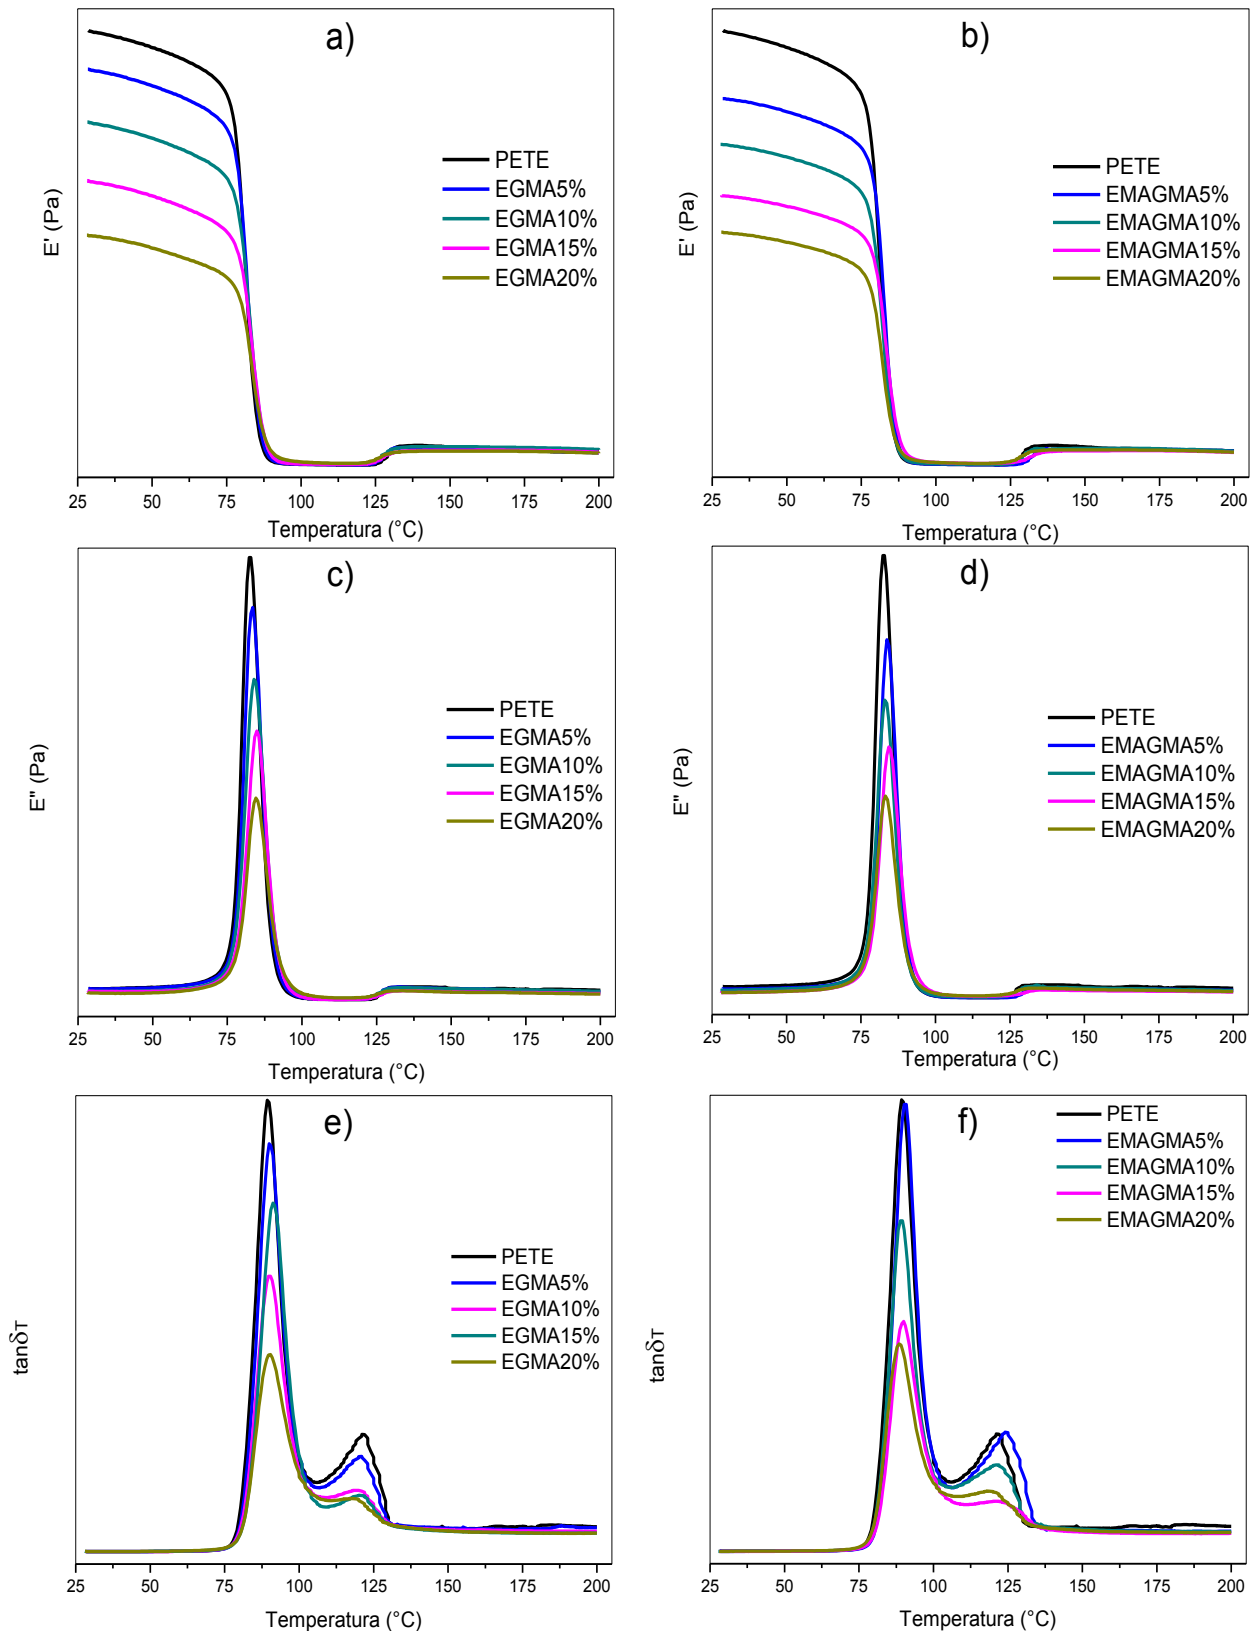 a)
E' (Pa)
PETE
EGMA5%
EGMA10%
EGMA15%
EGMA20%
25 50 75 100 125 150 175 200
Temperatura (°C)
b)
E' (Pa)
PETE
EMAGMA5%
EMAGMA10%
EMAGMA15%
EMAGMA20%
25 50 75 100 125 150 175 200
Temperatura (°C)
c)
E'' (Pa)
PETE
EGMA5%
EGMA10%
EGMA15%
EGMA20%
25 50 75 100 125 150 175 200
Temperatura (°C)
d)
E'' (Pa)
PETE
EMAGMA5%
EMAGMA10%
EMAGMA15%
EMAGMA20%
25 50 75 100 125 150 175 200
Temperatura (°C)
e)
tanδT
PETE
EGMA5%
EGMA10%
EGMA15%
EGMA20%
25 50 75 100 125 150 175 200
Temperatura (°C)
f)
tanδT
PETE
EMAGMA5%
EMAGMA10%
EMAGMA15%
EMAGMA20%
25 50 75 100 125 150 175 200
Temperatura (°C)